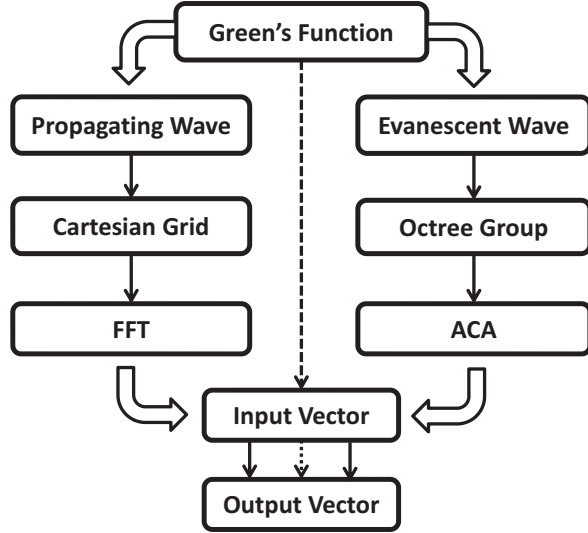 Green's Function
Propagating Wave
Evanescent Wave
Cartesian Grid
Octree Group
FFT
ACA
Input Vector
Output Vector